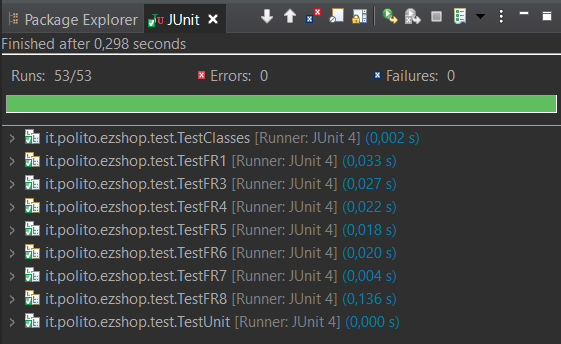 Package Explorer JUnit
Finished after 0,298 seconds
Runs: 53/53 Errors: 0 Failures: 0
it.polito.ezshop.test.TestClasses [Runner: JUnit 4] (0,002 s)
it.polito.ezshop.test.TestFR1 [Runner: JUnit 4] (0,033 s)
it.polito.ezshop.test.TestFR3 [Runner: JUnit 4] (0,027 s)
it.polito.ezshop.test.TestFR4 [Runner: JUnit 4] (0,022 s)
it.polito.ezshop.test.TestFR5 [Runner: JUnit 4] (0,018 s)
it.polito.ezshop.test.TestFR6 [Runner: JUnit 4] (0,020 s)
it.polito.ezshop.test.TestFR7 [Runner: JUnit 4] (0,004 s)
it.polito.ezshop.test.TestFR8 [Runner: JUnit 4] (0,136 s)
it.polito.ezshop.test.TestUnit [Runner: JUnit 4] (0,000 s)